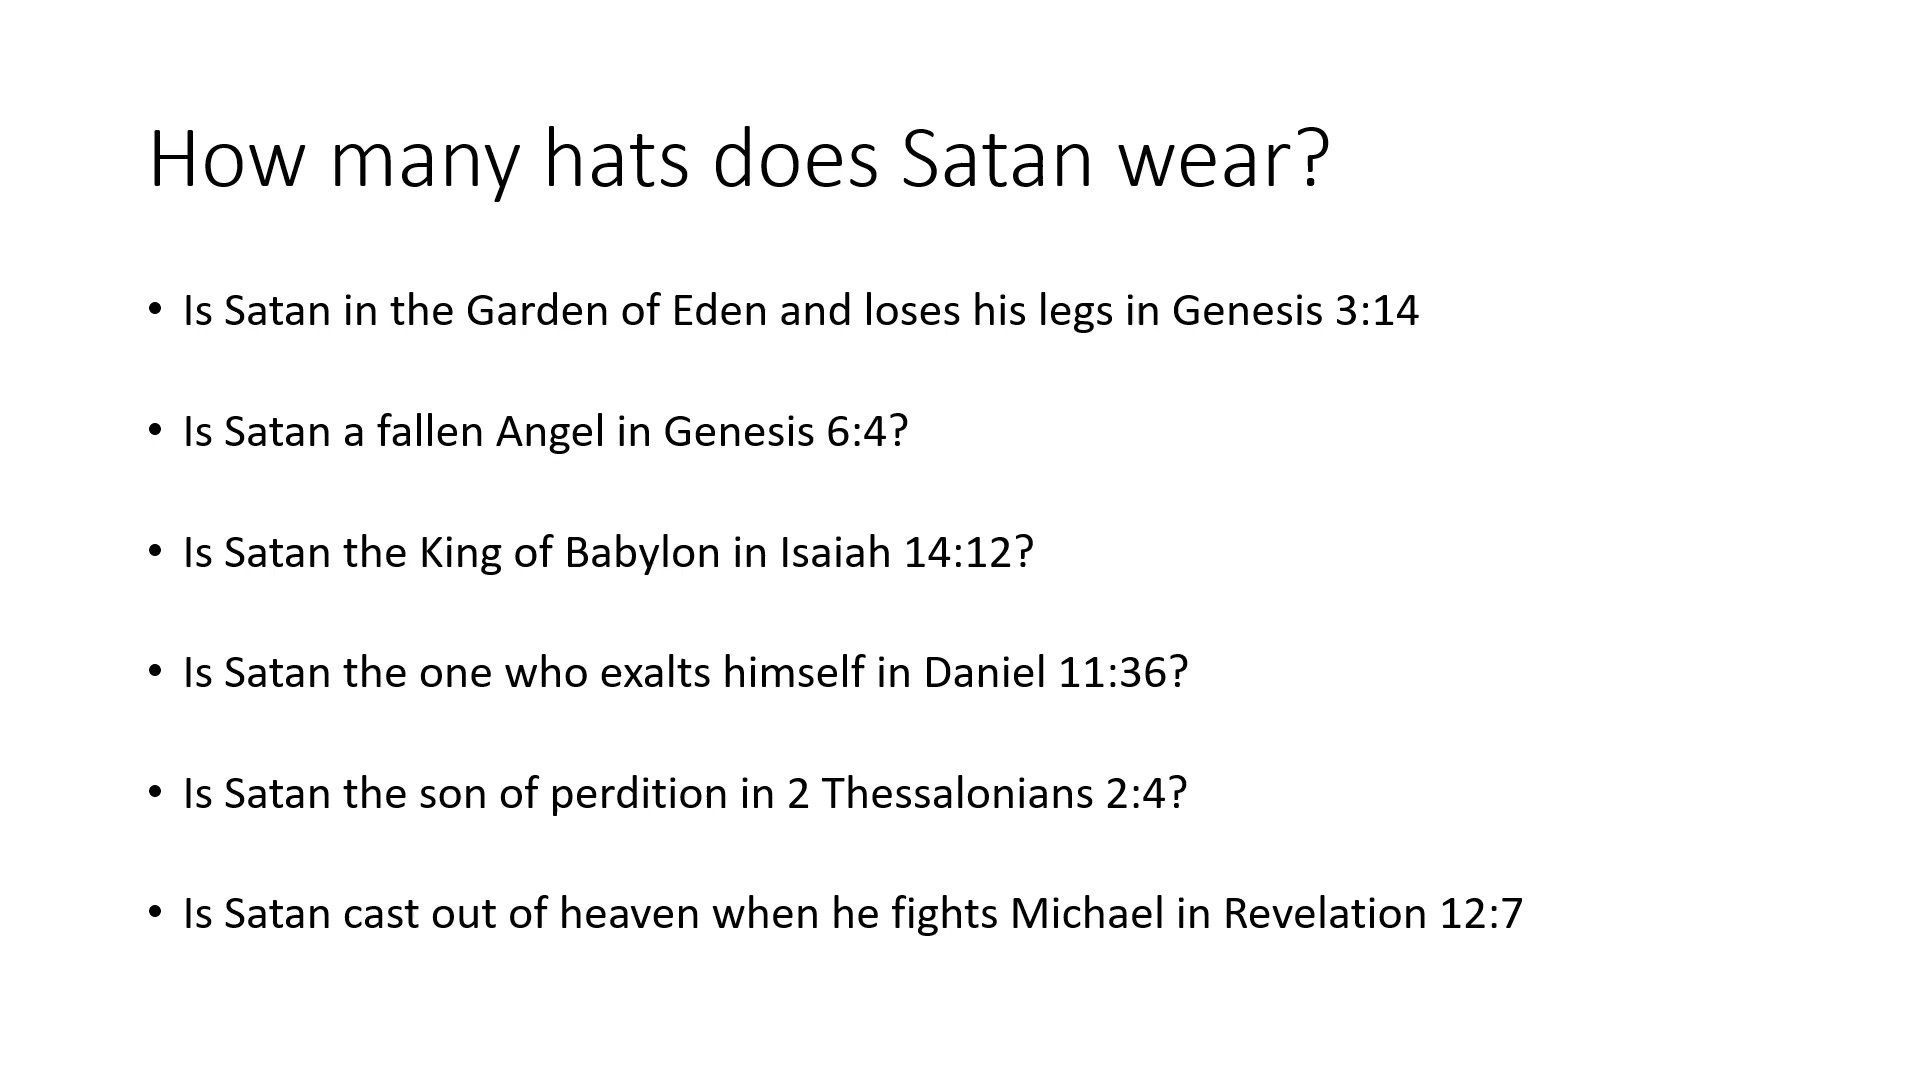 How many hats does Satan wear?
• Is Satan in the Garden of Eden and loses his legs in Genesis 3:14
• Is Satan a fallen Angel in Genesis 6:4?
• Is Satan the King of Babylon in Isaiah 14:12?
• Is Satan the one who exalts himself in Daniel 11:36?
• Is Satan the son of perdition in 2 Thessalonians 2:4?
• Is Satan cast out of heaven when he fights Michael in Revelation 12:7